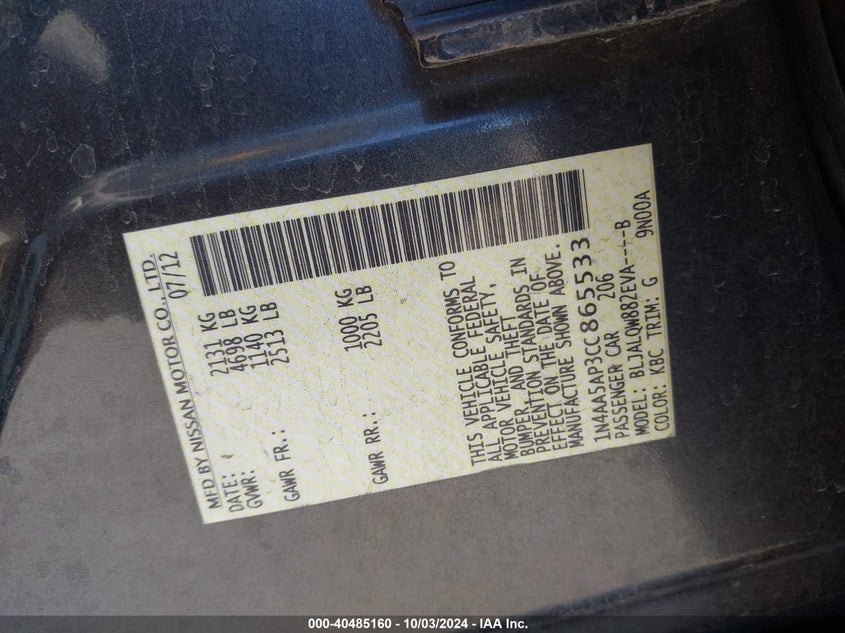 MFD BY NISSAN MOTOR CO., LTD.
DATE: 07/12
GVWR: 2131 KG
4698 LB
GAWR FR.: 1140 KG
2513 LB
GAWR RR.: 1000 KG
2205 LB
THIS VEHICLE CONFORMS TO
ALL APPLICABLE FEDERAL
MOTOR VEHICLE SAFETY,
BUMPER, AND THEFT
PREVENTION STANDARDS IN
EFFECT ON THE DATE OF
MANUFACTURE SHOWN ABOVE.
1N4AA5AP3CC865533
PASSENGER CAR 206
MODEL: BLJALOW882EVA----B
COLOR: KBC TRIM: G 9N00A
000-40485160 - 10/03/2024 - IAA Inc.